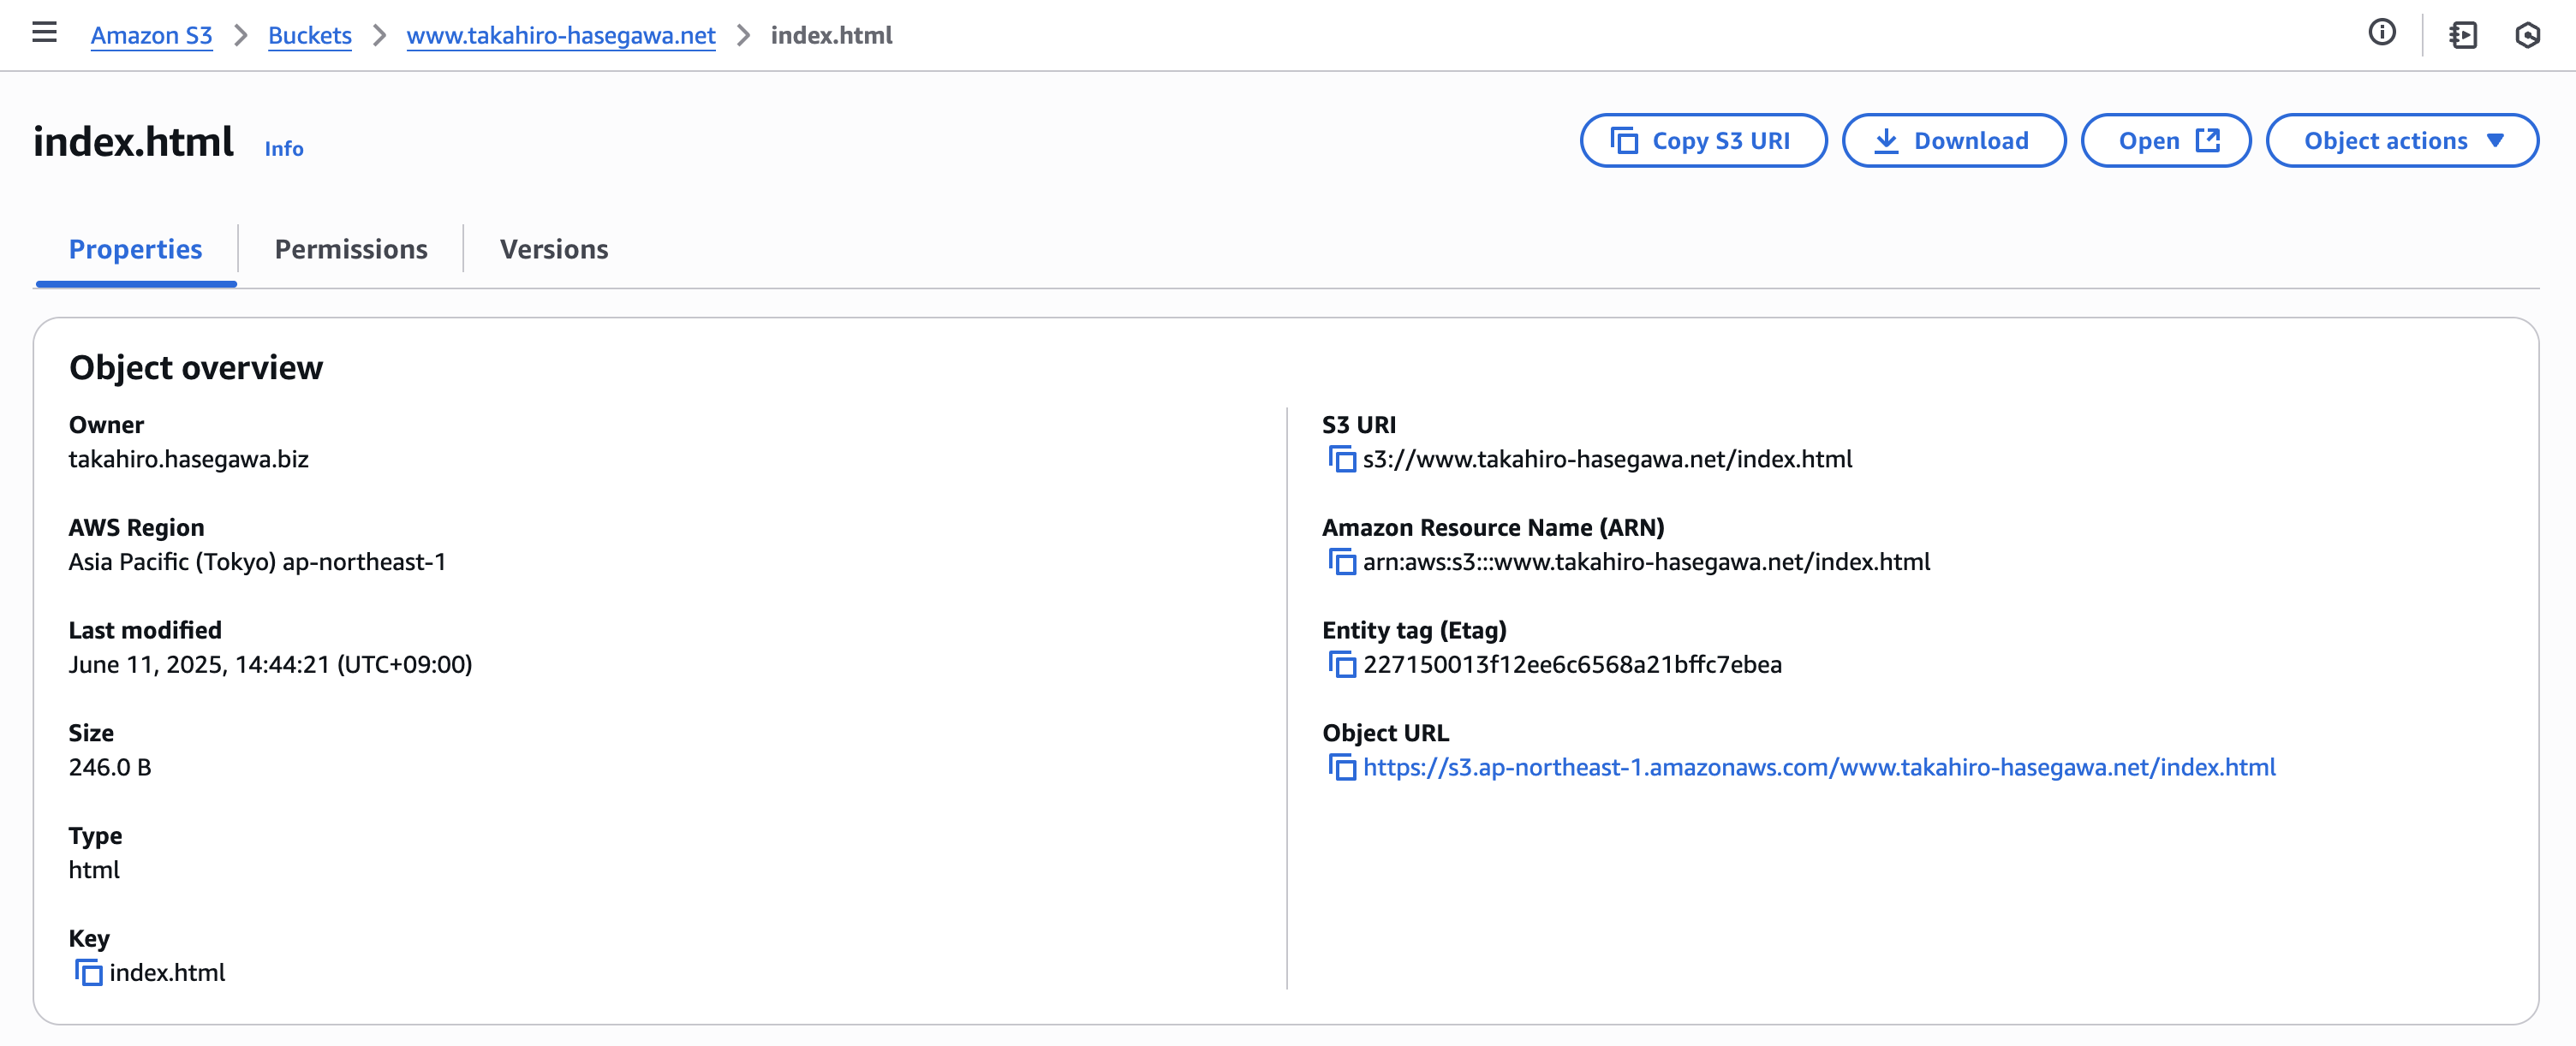 Amazon S3 > Buckets > www.takahiro-hasegawa.net > index.html
index.html Info
Copy S3 URI Download Open Object actions
Properties Permissions Versions
Object overview
Owner
takahiro.hasegawa.biz
AWS Region
Asia Pacific (Tokyo) ap-northeast-1
Last modified
June 11, 2025, 14:44:21 (UTC+09:00)
Size
246.0 B
Type
html
Key
index.html
S3 URI
s3://www.takahiro-hasegawa.net/index.html
Amazon Resource Name (ARN)
arn:aws:s3:::www.takahiro-hasegawa.net/index.html
Entity tag (Etag)
227150013f12ee6c6568a21bffc7ebea
Object URL
https://s3.ap-northeast-1.amazonaws.com/www.takahiro-hasegawa.net/index.html